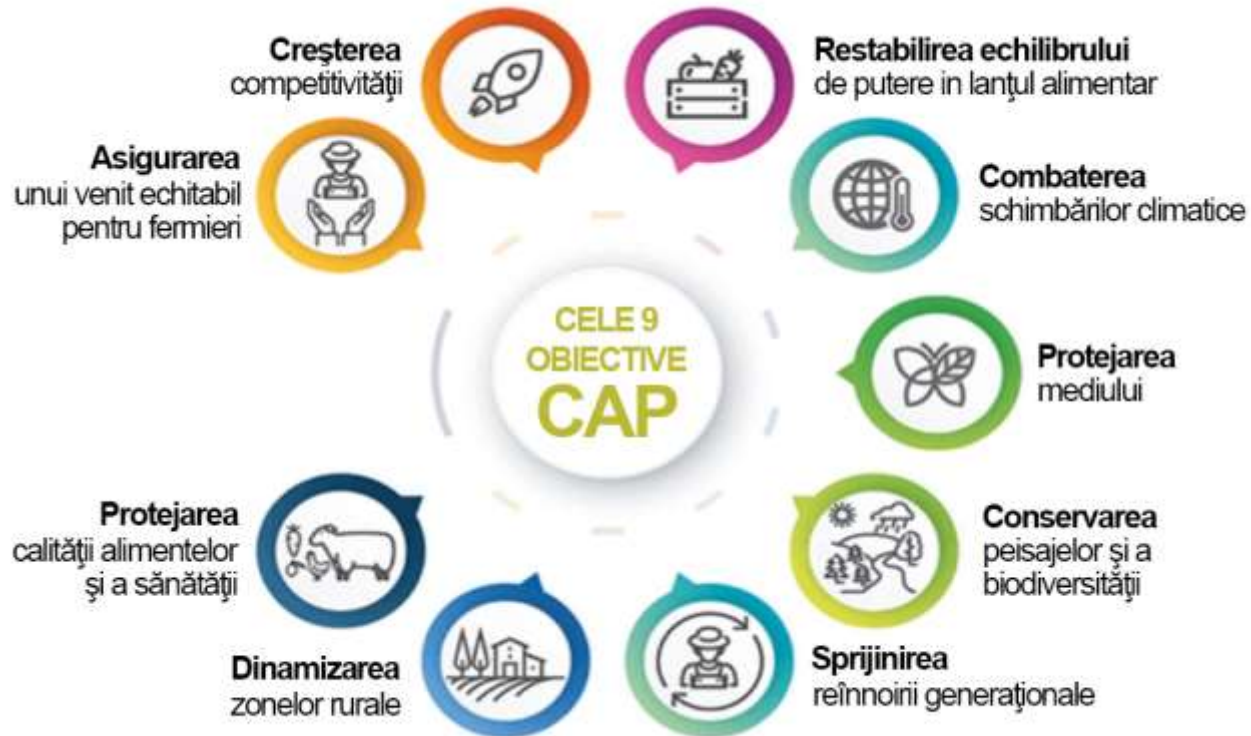 Creşterea
competitivităţii
Restabilirea echilibrului
de putere in lanţul alimentar
Asigurarea
unui venit echitabil
pentru fermieri
Combaterea
schimbărilor climatice
CELE 9
OBIECTIVE
CAP
Protejarea
mediului
Protejarea
calităţii alimentelor
şi a sănătăţii
Conservarea
peisajelor şi a
biodiversităţii
Dinamizarea
zonelor rurale
Sprijinirea
reînnoirii generaţionale